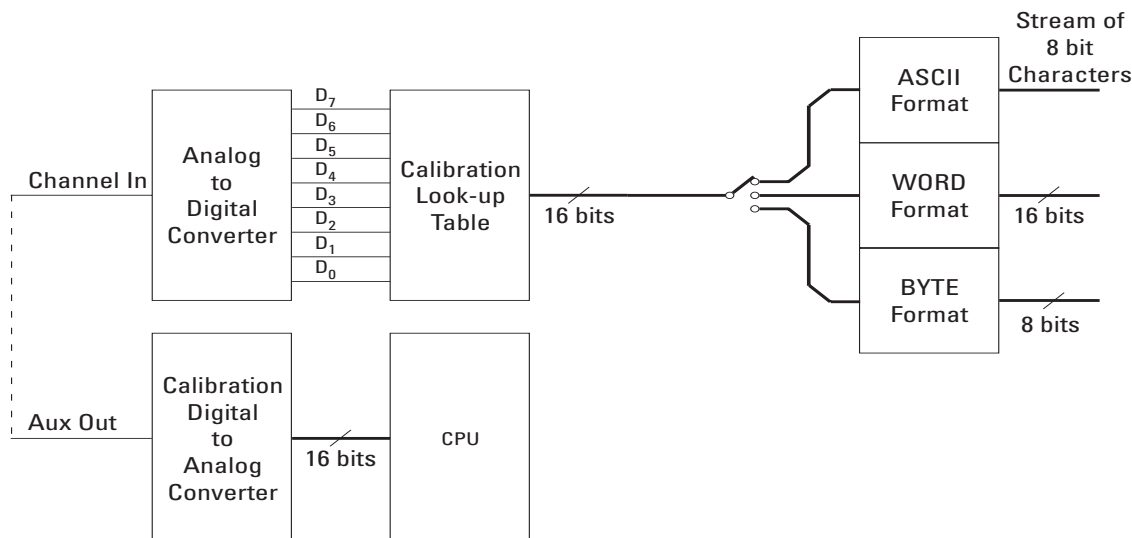 Stream of
8 bit
Characters
ASCII
Format
D7
D6
D5
D4
D3
D2
D1
D0
Analog
to
Digital
Converter
Calibration
Look-up
Table
Channel In
16 bits
WORD
Format
16 bits
BYTE
Format
8 bits
Aux Out
Calibration
Digital
to
Analog
Converter
16 bits
CPU